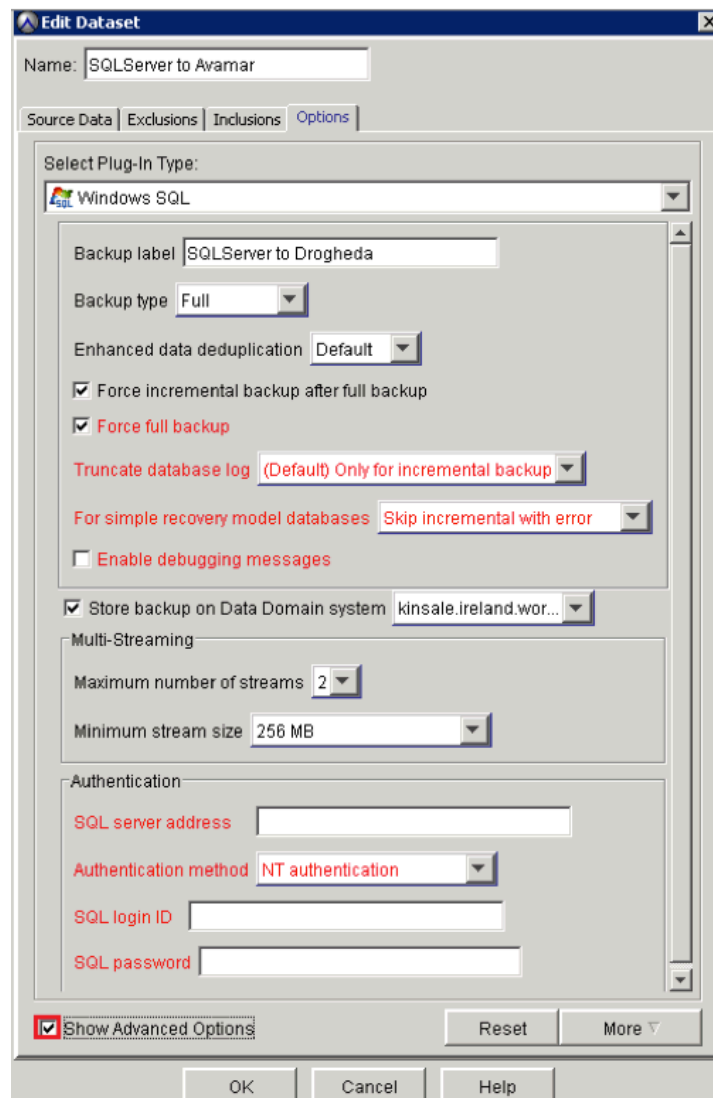 Edit Dataset
Name: SQLServer to Avamar
Source Data Exclusions Inclusions Options
Select Plug-In Type:
SQL Windows SQL
Backup label SQLServer to Drogheda
Backup type Full
Enhanced data deduplication Default
Force incremental backup after full backup
Force full backup
Truncate database log (Default) Only for incremental backup
For simple recovery model databases Skip incremental with error
Enable debugging messages
Store backup on Data Domain system kinsale.ireland.wor...
Multi-Streaming
Maximum number of streams 2
Minimum stream size 256 MB
Authentication
SQL server address
Authentication method NT authentication
SQL login ID
SQL password
Show Advanced Options Reset More
OK Cancel Help